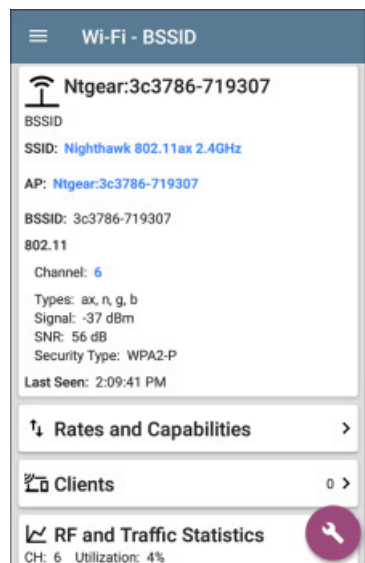 Wi-Fi - BSSID
Ntgear:3c3786-719307
BSSID
SSID: Nighthawk 802.11ax 2.4GHz
AP: Ntgear:3c3786-719307
BSSID: 3c3786-719307
802.11
Channel: 6
Types: ax, n, g, b
Signal: -37 dBm
SNR: 56 dB
Security Type: WPA2-P
Last Seen: 2:09:41 PM
Rates and Capabilities
Clients 0
RF and Traffic Statistics
CH: 6 Utilization: 4%